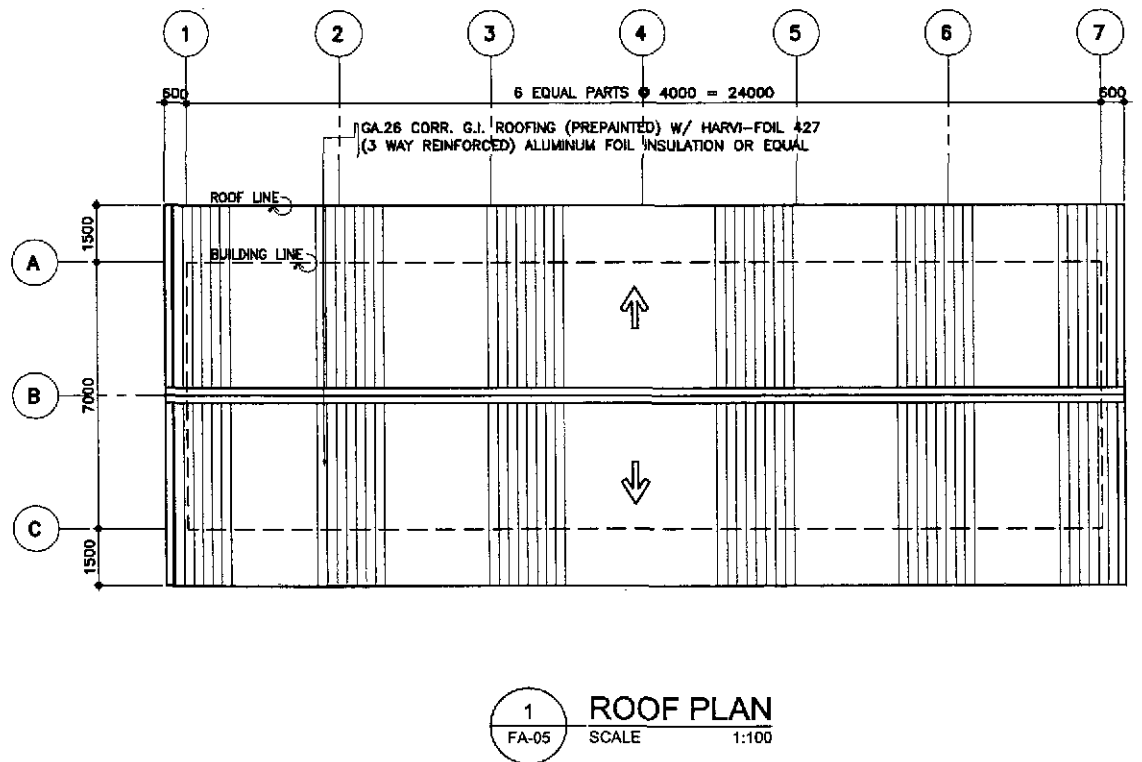 1 2 3 4 5 6 7
600 6 EQUAL PARTS @ 4000 = 24000 600
GA.26 CORR. G.I. ROOFING (PREPAINTED) W/ HARVI-FOIL 427
(3 WAY REINFORCED) ALUMINUM FOIL INSULATION OR EQUAL
ROOF LINE
1500
BUILDING LINE
A
B
7000
C
1500
1
FA-05
ROOF PLAN
SCALE 1:100